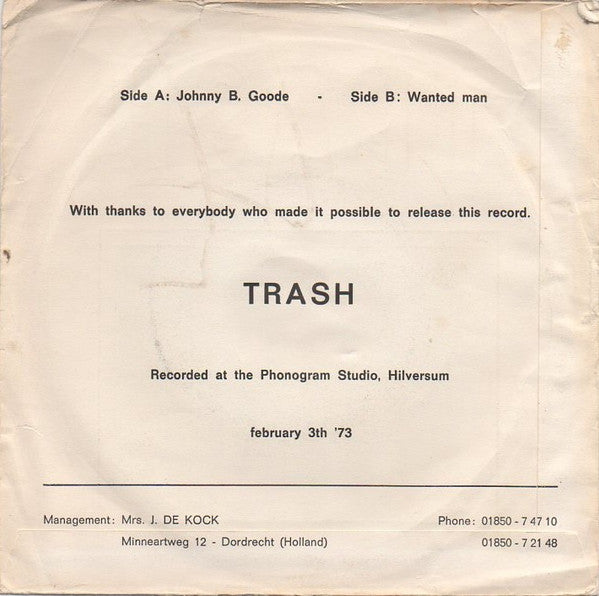 Side A: Johnny B. Goode - Side B: Wanted man
With thanks to everybody who made it possible to release this record.
TRASH
Recorded at the Phonogram Studio, Hilversum
february 3th '73
Management: Mrs. J. DE KOCK Phone: 01850 - 7 47 10
Minneartweg 12 - Dordrecht (Holland) 01850 - 7 21 48